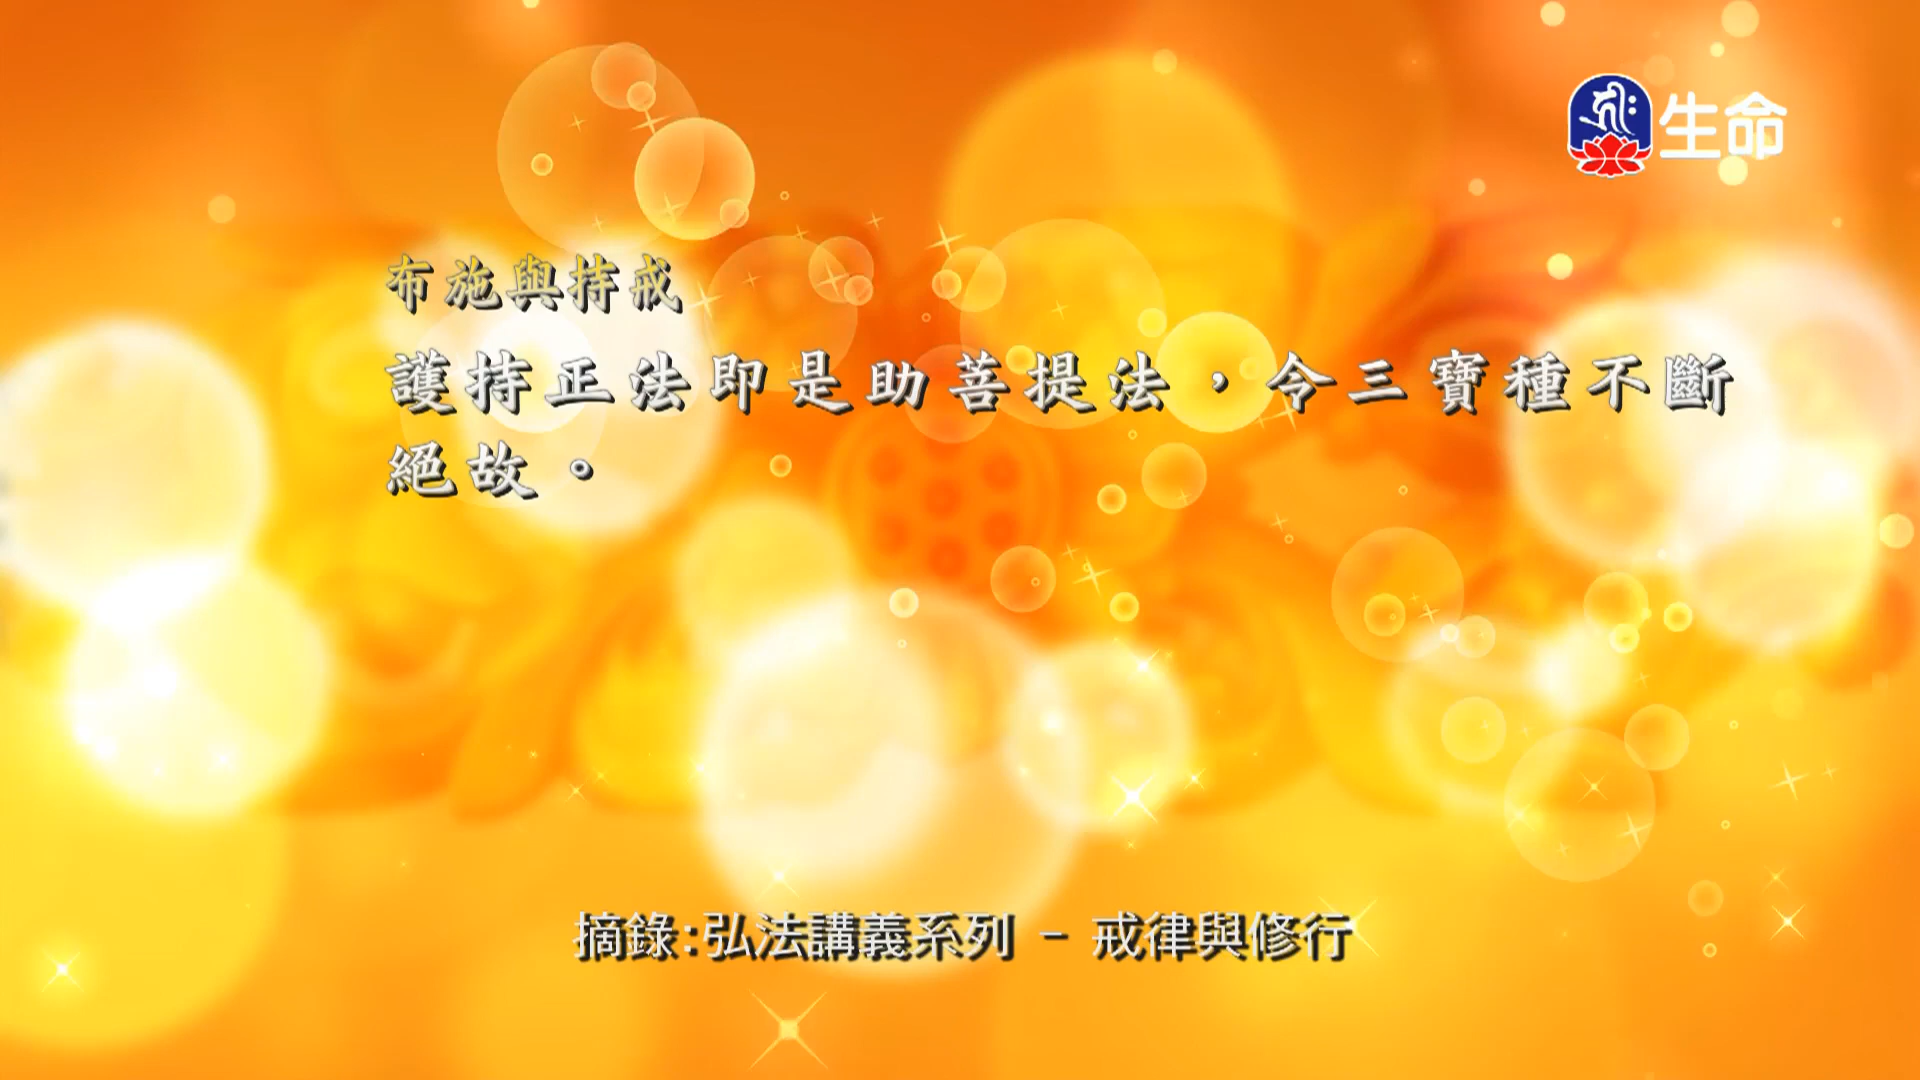 生命
布施與持戒
護持正法即是助菩提法，令三寶種不斷
絕故。
摘錄:弘法講義系列 - 戒律與修行